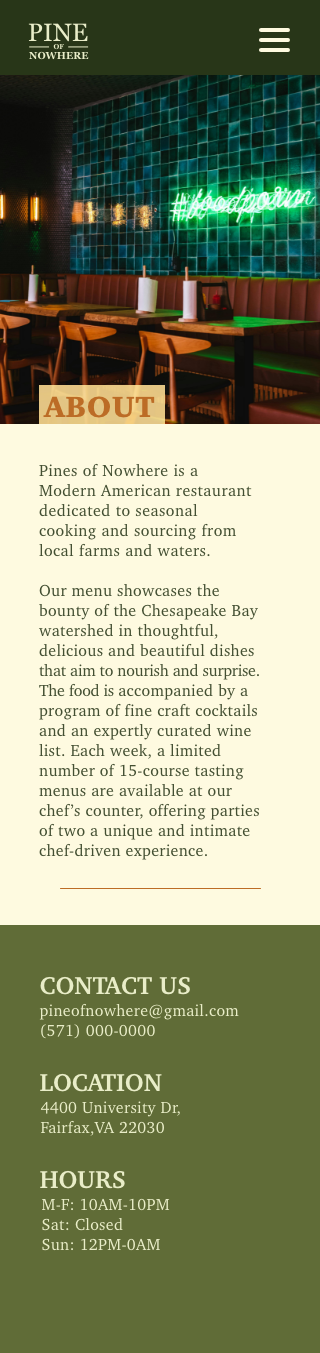 PINE
OF
NOWHERE
#foodporn
ABOUT
Pines of Nowhere is a
Modern American restaurant
dedicated to seasonal
cooking and sourcing from
local farms and waters.
Our menu showcases the
bounty of the Chesapeake Bay
watershed in thoughtful,
delicious and beautiful dishes
that aim to nourish and surprise.
The food is accompanied by a
program of fine craft cocktails
and an expertly curated wine
list. Each week, a limited
number of 15-course tasting
menus are available at our
chef’s counter, offering parties
of two a unique and intimate
chef-driven experience.
CONTACT US
pineofnowhere@gmail.com
(571) 000-0000
LOCATION
4400 University Dr,
Fairfax,VA 22030
HOURS
M-F: 10AM-10PM
Sat: Closed
Sun: 12PM-0AM